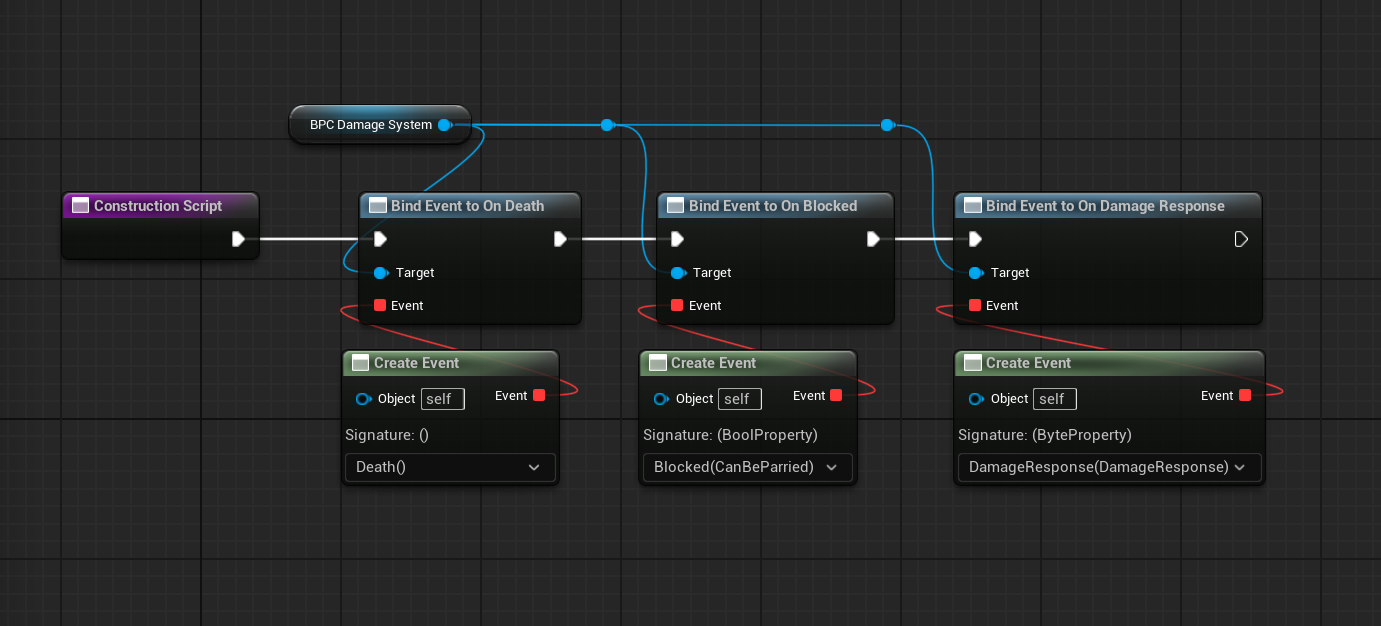 BPC Damage System
Construction Script
Bind Event to On Death
Target
Event
Bind Event to On Blocked
Target
Event
Bind Event to On Damage Response
Target
Event
Create Event
Object self
Event
Signature: ()
Death()
Create Event
Object self
Event
Signature: (BoolProperty)
Blocked(CanBeParried)
Create Event
Object self
Event
Signature: (ByteProperty)
DamageResponse(DamageResponse)